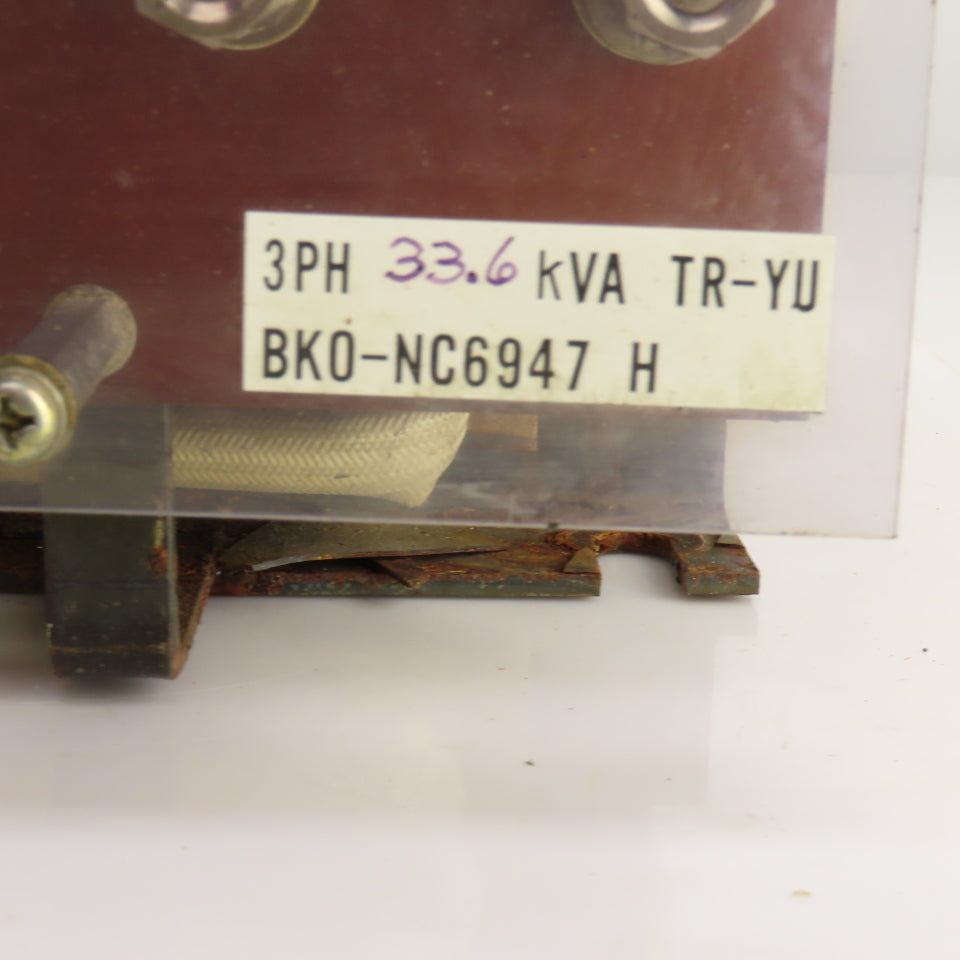 3PH 33.6 kVA TR-YU
BKO-NC6947 H